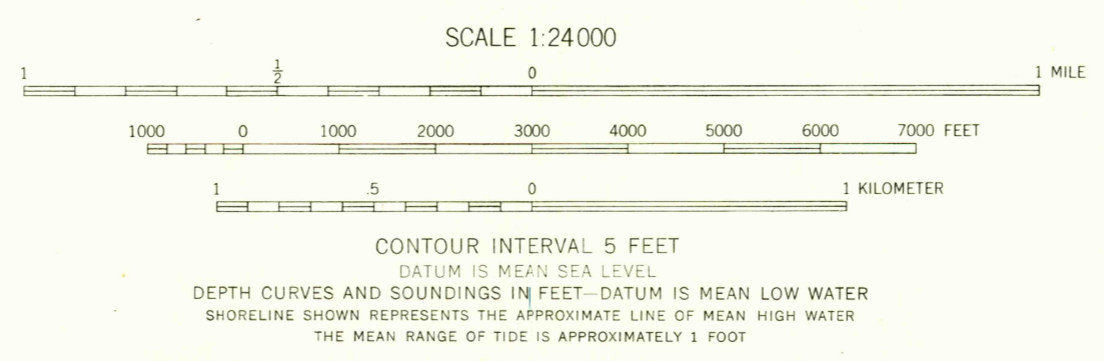 SCALE 1:24000
1 1/2 0 1 MILE
1000 0 1000 2000 3000 4000 5000 6000 7000 FEET
1 .5 0 1 KILOMETER
CONTOUR INTERVAL 5 FEET
DATUM IS MEAN SEA LEVEL
DEPTH CURVES AND SOUNDINGS IN FEET—DATUM IS MEAN LOW WATER
SHORELINE SHOWN REPRESENTS THE APPROXIMATE LINE OF MEAN HIGH WATER
THE MEAN RANGE OF TIDE IS APPROXIMATELY 1 FOOT